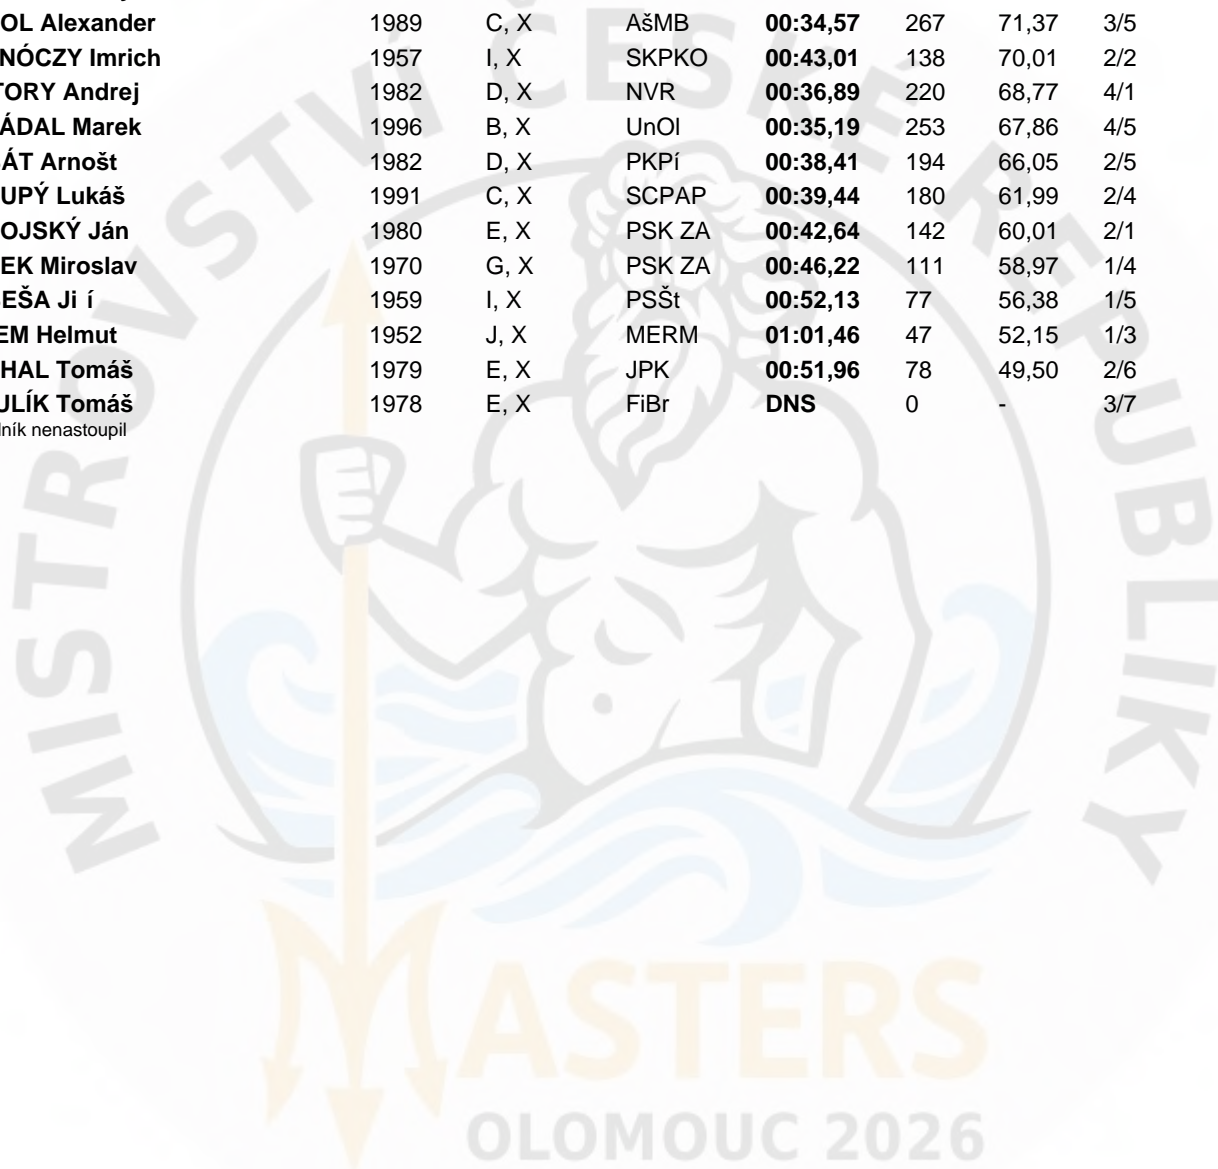 OL Alexander 1989 C, X AšMB 00:34,57 267 71,37 3/5
NÓCZY Imrich 1957 I, X SKPKO 00:43,01 138 70,01 2/2
TORY Andrej 1982 D, X NVR 00:36,89 220 68,77 4/1
ÁDAL Marek 1996 B, X UnOl 00:35,19 253 67,86 4/5
ÁT Arnošt 1982 D, X PKPí 00:38,41 194 66,05 2/5
UPÝ Lukáš 1991 C, X SCPAP 00:39,44 180 61,99 2/4
OJSKÝ Ján 1980 E, X PSK ZA 00:42,64 142 60,01 2/1
EK Miroslav 1970 G, X PSK ZA 00:46,22 111 58,97 1/4
EŠA Ji í 1959 I, X PSŠt 00:52,13 77 56,38 1/5
EM Helmut 1952 J, X MERM 01:01,46 47 52,15 1/3
HAL Tomáš 1979 E, X JPK 00:51,96 78 49,50 2/6
ULÍK Tomáš 1978 E, X FiBr DNS 0 - 3/7
ník nenastoupil
MISTROVSTVÍ ČESKÉ REPUBLIKY
MASTERS
OLOMOUC 2026